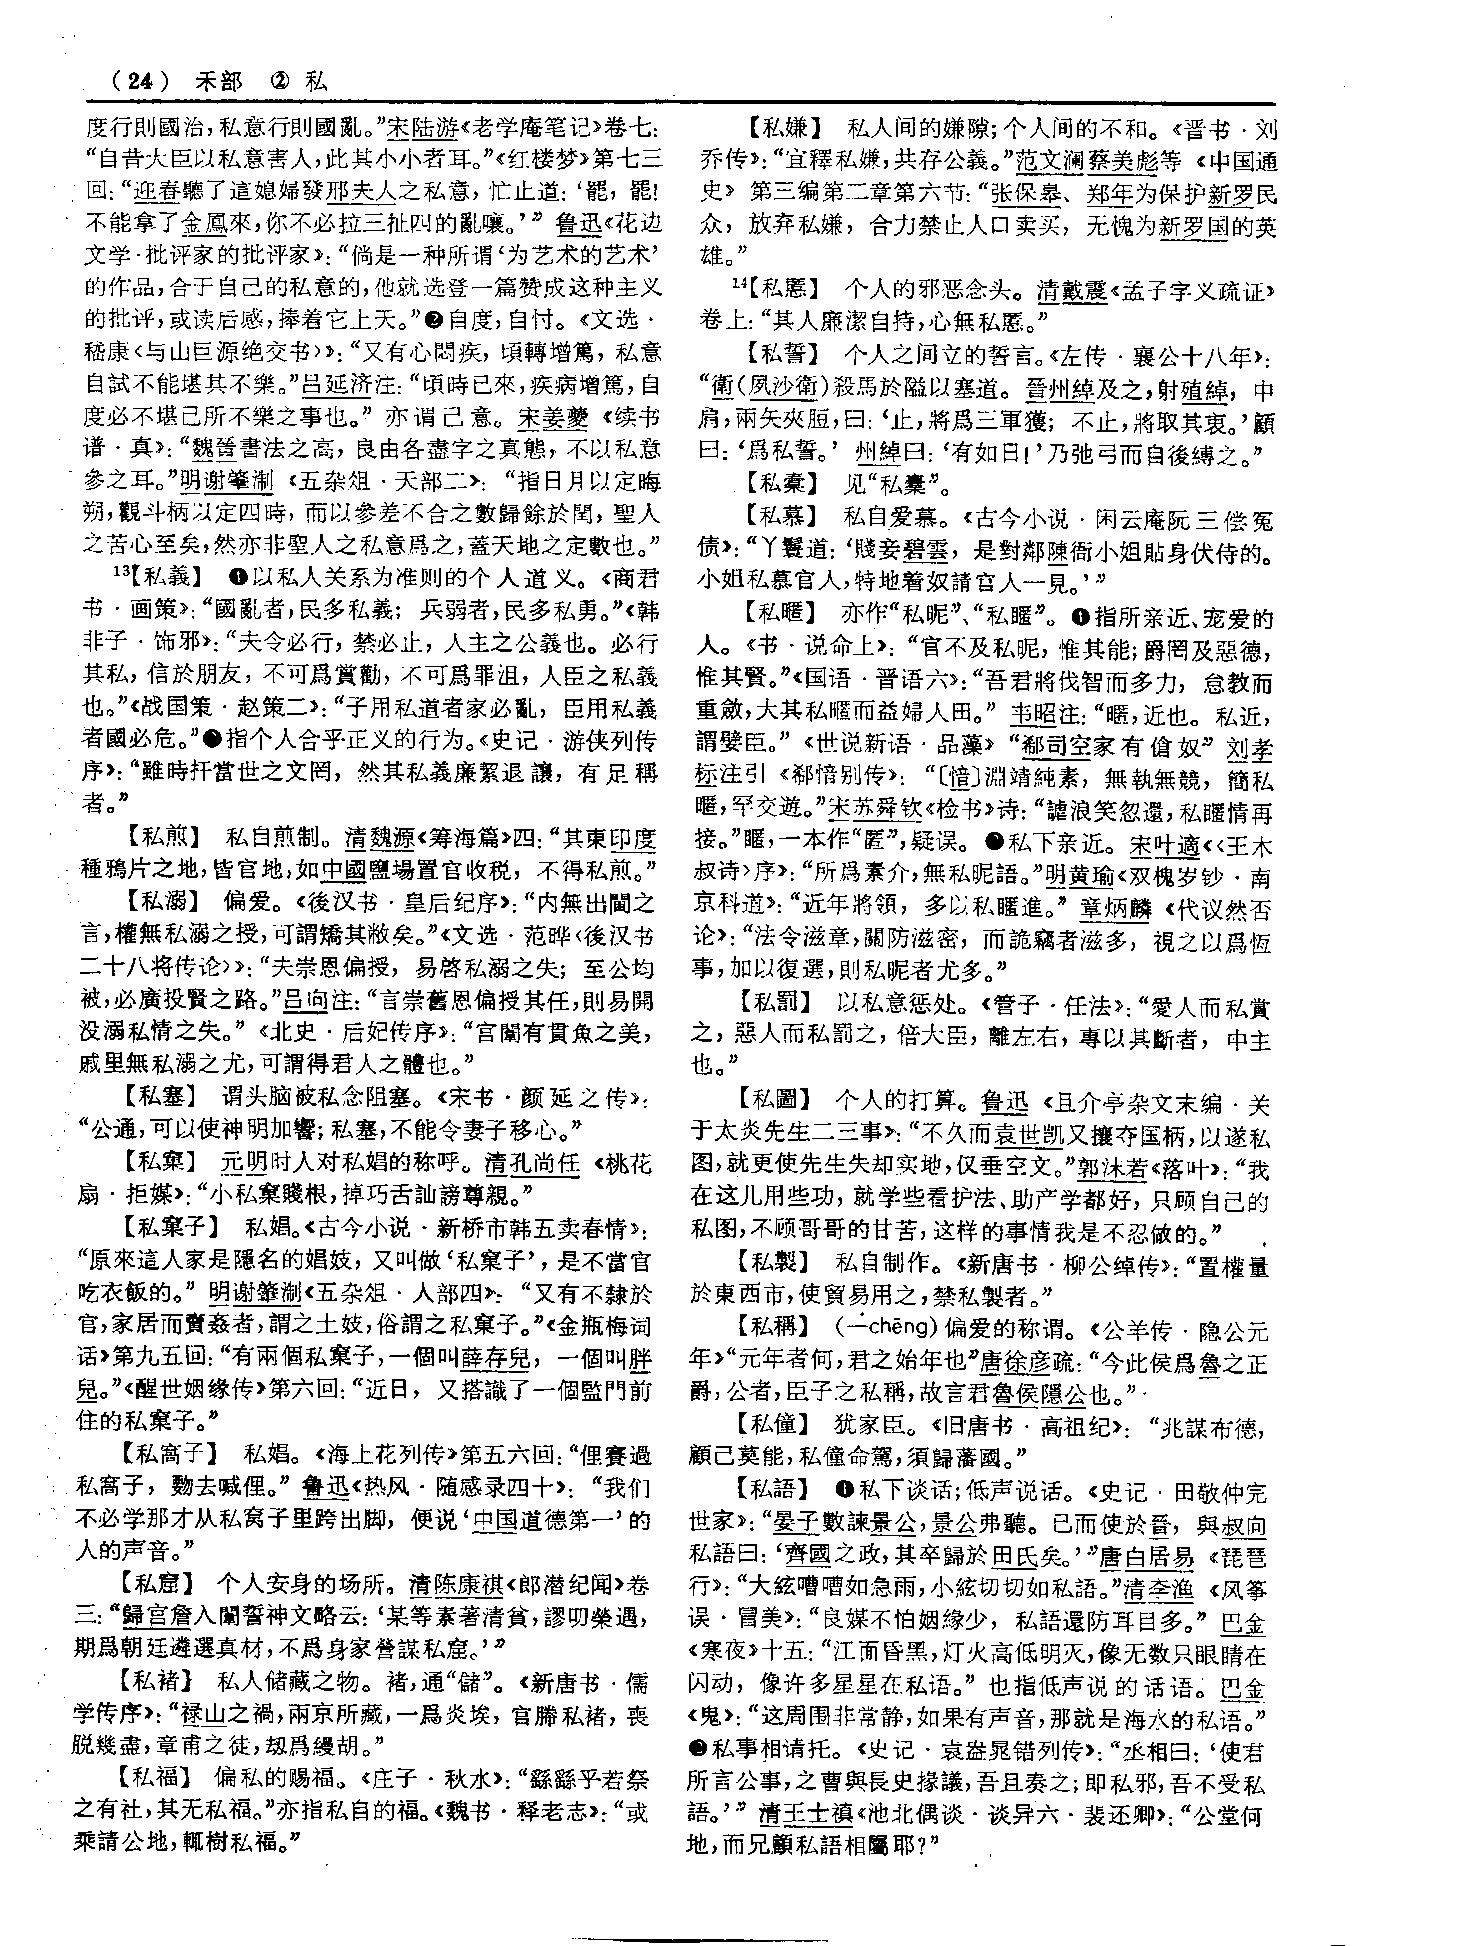 （24） 禾部 ② 私
度行則國治，私意行則國亂。”宋陆游《老学庵笔记》卷七：
“自昔大臣以私意害人，此其小小者耳。”《红楼梦》第七三
回：“迎春聽了這媳婦發邢夫人之私意，忙止道：‘罷，罷！
不能拿了金鳳來，你不必拉三扯四的亂嚷。’” 鲁迅《花边
文学·批评家的批评家》：“倘是一种所谓‘为艺术的艺术’
的作品，合于自己的私意的，他就选登一篇赞成这种主义
的批评，或读后感，捧着它上天。”❷自度，自忖。《文选·
嵇康〈与山巨源绝交书〉》：“又有心悶疾，頃轉增篤，私意
自試不能堪其不樂。”吕延济注：“頃時已來，疾病增篤，自
度必不堪己所不樂之事也。” 亦谓己意。宋姜夔《续书
谱·真》：“魏晉書法之高，良由各盡字之真態，不以私意
參之耳。”明谢肇淛《五杂俎·天部二》：“指日月以定晦
朔，觀斗柄以定四時，而以參差不合之數歸餘於閏，聖人
之苦心至矣，然亦非聖人之私意爲之，蓋天地之定數也。”
13【私義】 ❶以私人关系为准则的个人道义。《商君
书·画策》：“國亂者，民多私義；兵弱者，民多私勇。”《韩
非子·饰邪》：“夫令必行，禁必止，人主之公義也。必行
其私，信於朋友，不可爲賞勸，不可爲罪沮，人臣之私義
也。”《战国策·赵策二》：“子用私道者家必亂，臣用私義
者國必危。”❷指个人合乎正义的行为。《史记·游侠列传
序》：“雖時扞當世之文罔，然其私義廉絜退讓，有足稱
者。”
【私煎】 私自煎制。清魏源《筹海篇》四：“其東印度
種鴉片之地，皆官地，如中國鹽場置官收税，不得私煎。”
【私溺】 偏爱。《後汉书·皇后纪序》：“内無出閫之
言，權無私溺之授，可謂矯其敝矣。”《文选·范晔〈後汉书
二十八将传论〉》：“夫崇恩偏授，易啓私溺之失；至公均
被，必廣投賢之路。”吕向注：“言崇舊恩偏授其任，則易開
没溺私情之失。”《北史·后妃传序》：“宫闈有貫魚之美，
戚里無私溺之尤，可謂得君人之體也。”
【私塞】 谓头脑被私念阻塞。《宋书·颜延之传》：
“公通，可以使神明加響；私塞，不能令妻子移心。”
【私窠】 元明时人对私娼的称呼。清孔尚任《桃花
扇·拒媒》：“小私窠賤根，掉巧舌訕謗尊親。”
【私窠子】 私娼。《古今小说·新桥市韩五卖春情》：
“原來這人家是隱名的娼妓，又叫做‘私窠子’，是不當官
吃衣飯的。” 明谢肇淛《五杂俎·人部四》：“又有不隸於
官，家居而賣姦者，謂之土妓，俗謂之私窠子。”《金瓶梅词
话》第九五回：“有兩個私窠子，一個叫薛存兒，一個叫胖
兒。”《醒世姻缘传》第六回：“近日，又搭識了一個監門前
住的私窠子。”
【私窩子】 私娼。《海上花列传》第五六回：“俚賽過
私窩子，覅去喊俚。” 鲁迅《热风·随感录四十》：“我们
不必学那才从私窝子里跨出脚，便说‘中国道德第一’的
人的声音。”
【私窟】 个人安身的场所。清陈康祺《郎潜纪闻》卷
三：“歸宫詹入闈誓神文略云：‘某等素著清貧，謬叨榮遇，
期爲朝廷遴選真材，不爲身家營謀私窟。’”
【私褚】 私人储藏之物。褚，通“儲”。《新唐书·儒
学传序》：“禄山之禍，兩京所藏，一爲炎埃，官幐私褚，喪
脱幾盡，章甫之徒，劫爲縵胡。”
【私福】 偏私的赐福。《庄子·秋水》：“繇繇乎若祭
之有社，其无私福。”亦指私自的福。《魏书·释老志》：“或
乘請公地，輒樹私福。”
【私嫌】 私人间的嫌隙；个人间的不和。《晋书·刘
乔传》：“宜釋私嫌，共存公義。”范文澜蔡美彪等《中国通
史》第三编第二章第六节：“张保皋、郑年为保护新罗民
众，放弃私嫌，合力禁止人口卖买，无愧为新罗国的英
雄。”
14【私慝】 个人的邪恶念头。清戴震《孟子字义疏证》
卷上：“其人廉潔自持，心無私慝。”
【私誓】 个人之间立的誓言。《左传·襄公十八年》：
“衛（夙沙衛）殺馬於隘以塞道。晉州綽及之，射殖綽，中
肩，兩矢夾脰，曰：‘止，將爲三軍獲；不止，將取其衷。’顧
曰：‘爲私誓。’ 州綽曰：‘有如日！’乃弛弓而自後縛之。”
【私橐】 见“私橐”。
【私慕】 私自爱慕。《古今小说·闲云庵阮三偿冤
债》：“丫鬟道：‘賤妾碧雲，是對鄰陳衙小姐貼身伏侍的。
小姐私慕官人，特地着奴請官人一見。’”
【私暱】 亦作“私昵”、“私匿”。❶指所亲近、宠爱的
人。《书·说命上》：“官不及私昵，惟其能；爵罔及惡德，
惟其賢。”《国语·晋语六》：“吾君將伐智而多力，怠教而
重斂，大其私暱而益婦人田。” 韦昭注：“暱，近也。私近，
謂嬖臣。”《世说新语·品藻》“郗司空家有傖奴” 刘孝
标注引《郗愔别传》：“〔愔〕淵靖純素，無執無競，簡私
暱，罕交遊。”宋苏舜钦《检书》诗：“謔浪笑忽還，私暱情再
接。”暱，一本作“匿”，疑误。❷私下亲近。宋叶適《〈王木
叔诗〉序》：“所爲素介，無私昵語。”明黄瑜《双槐岁钞·南
京科道》：“近年將領，多以私暱進。” 章炳麟《代议然否
论》：“法令滋章，關防滋密，而詭竊者滋多，視之以爲恆
事，加以復選，則私昵者尤多。”
【私罰】 以私意惩处。《管子·任法》：“愛人而私賞
之，惡人而私罰之，倍大臣，離左右，專以其斷者，中主
也。”
【私圖】 个人的打算。鲁迅《且介亭杂文末编·关
于太炎先生二三事》：“不久而袁世凯又攘夺国柄，以遂私
图，就更使先生失却实地，仅垂空文。”郭沫若《落叶》：“我
在这儿用些功，就学些看护法、助产学都好，只顾自己的
私图，不顾哥哥的甘苦，这样的事情我是不忍做的。”
【私製】 私自制作。《新唐书·柳公绰传》：“置權量
於東西市，使貿易用之，禁私製者。”
【私稱】（—chēng）偏爱的称谓。《公羊传·隐公元
年》“元年者何，君之始年也”唐徐彦疏：“今此侯爲魯之正
爵，公者，臣子之私稱，故言君魯侯隱公也。”
【私僮】 犹家臣。《旧唐书·高祖纪》：“兆謀布德，
顧己莫能，私僮命駕，須歸藩國。”
【私語】 ❶私下谈话；低声说话。《史记·田敬仲完
世家》：“晏子數諫景公，景公弗聽。已而使於晉，與叔向
私語曰：‘齊國之政，其卒歸於田氏矣。’”唐白居易《琵琶
行》：“大絃嘈嘈如急雨，小絃切切如私語。”清李渔《风筝
误·冒美》：“良媒不怕姻緣少，私語還防耳目多。” 巴金
《寒夜》十五：“江面昏黑，灯火高低明灭，像无数只眼睛在
闪动，像许多星星在私语。” 也指低声说的话语。巴金
《鬼》：“这周围非常静，如果有声音，那就是海水的私语。”
❷私事相请托。《史记·袁盎晁错列传》：“丞相曰：‘使君
所言公事，之曹與長史掾議，吾且奏之；即私邪，吾不受私
語。’” 清王士禛《池北偶谈·谈异六·裴还卿》：“公堂何
地，而兄顧私語相屬耶？”